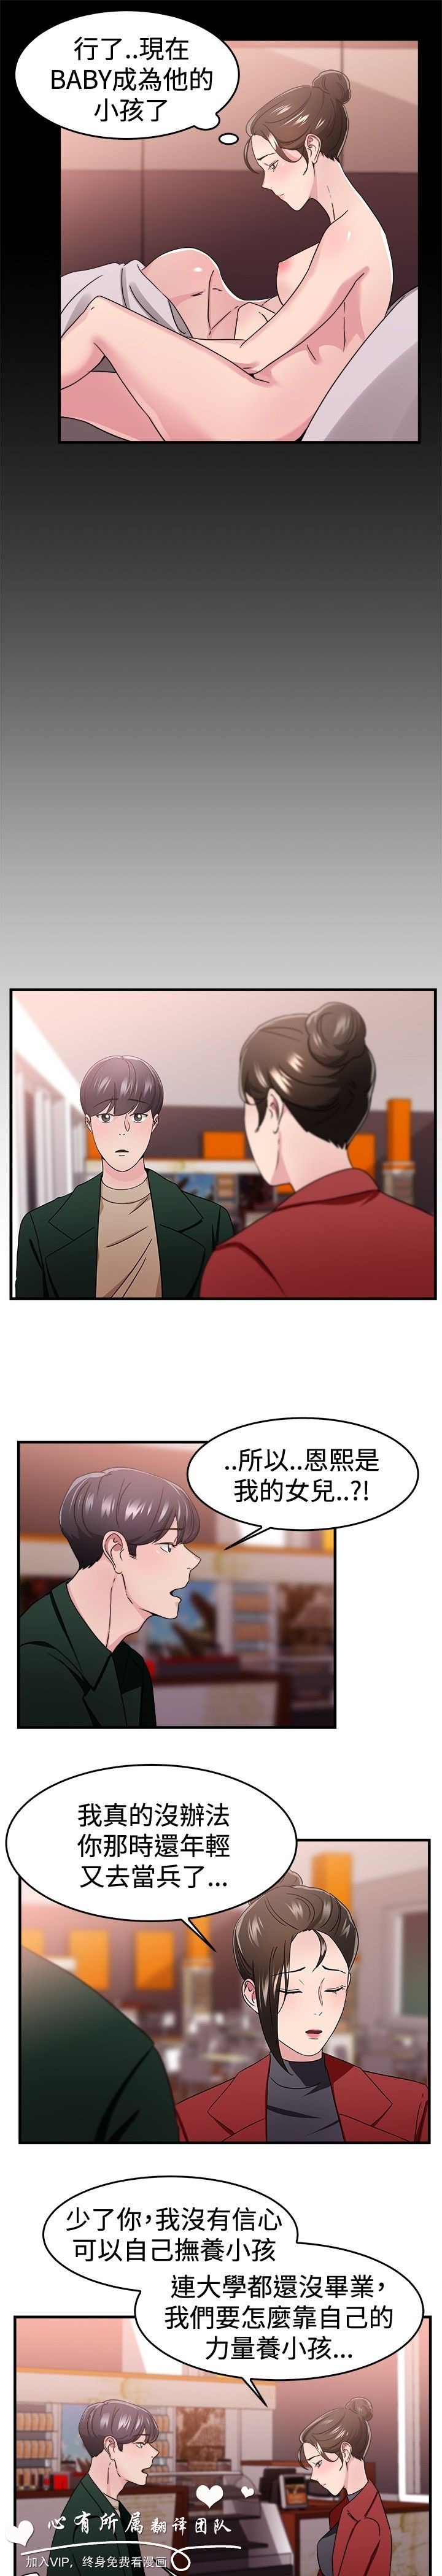 行了..現在
BABY成為他的
小孩了
..所以..恩熙是
我的女兒..?!
我真的沒辦法
你那時還年輕
又去當兵了...
少了你,我沒有信心
可以自己撫養小孩
連大學都還沒畢業,
我們要怎麼靠自己的
力量養小孩...
心有所属翻译团队
加入VIP，终身免费看漫画